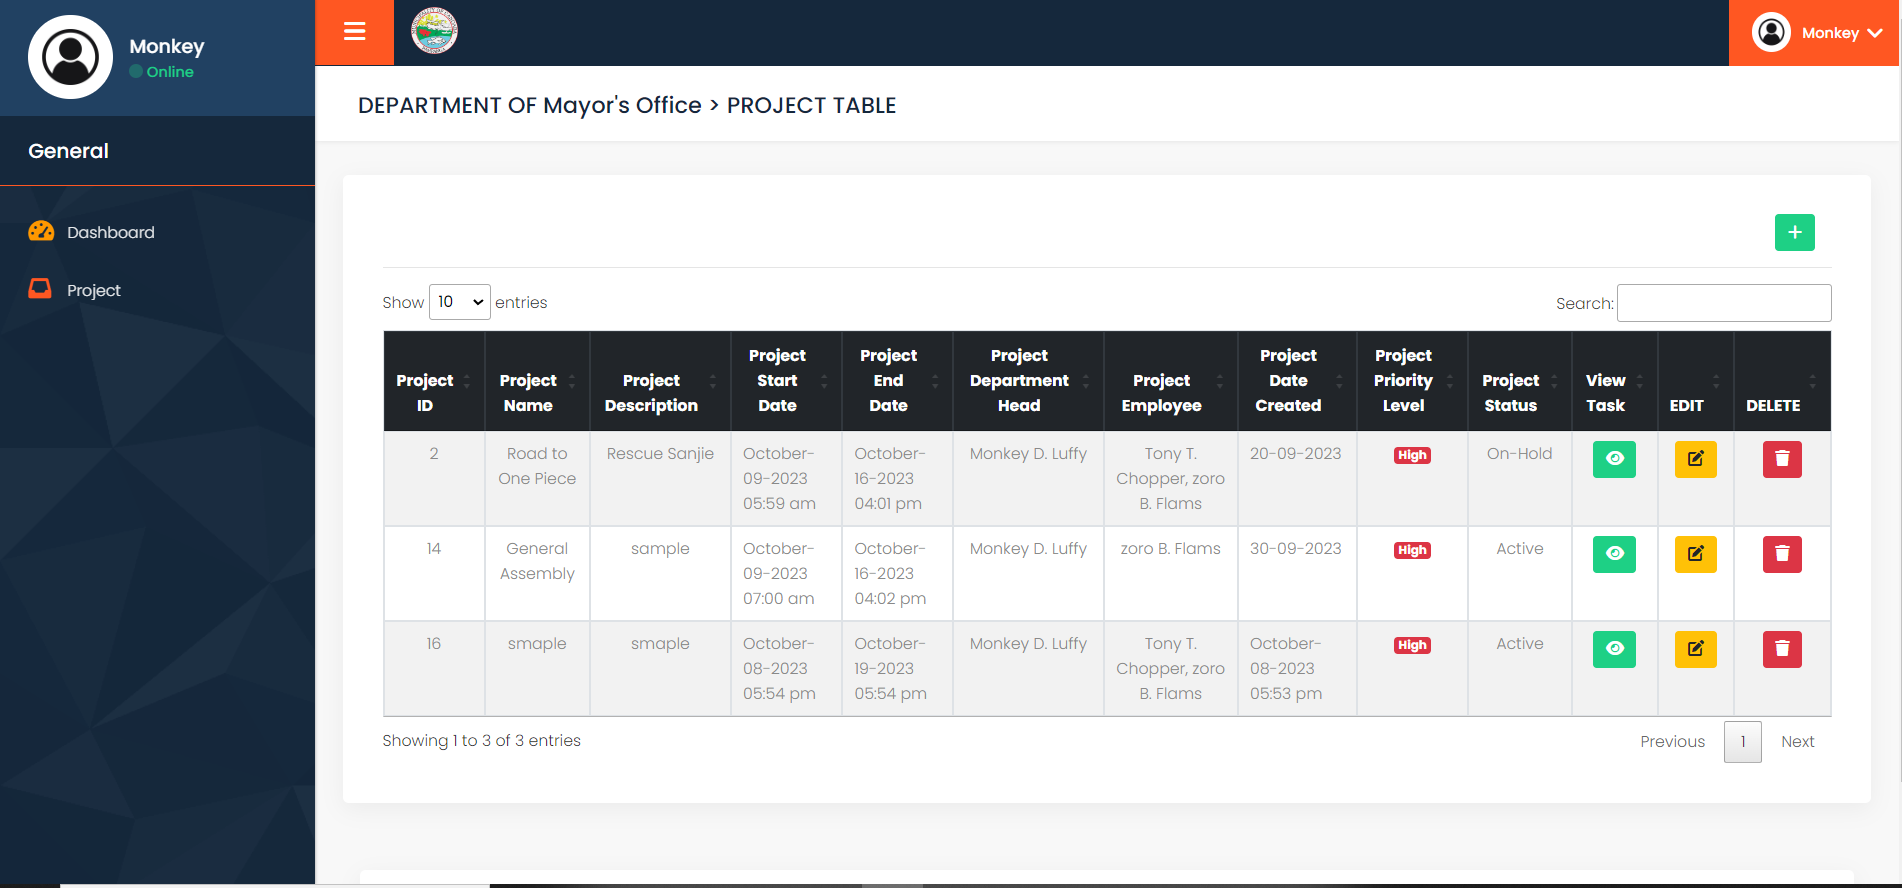 Monkey
Online
General
Dashboard
Project
Monkey
DEPARTMENT OF Mayor's Office > PROJECT TABLE
+
Show 10 entries
Search:
Project ID
Project Name
Project Description
Project Start Date
Project End Date
Project Department Head
Project Employee
Project Date Created
Project Priority Level
Project Status
View Task
EDIT
DELETE
2
Road to One Piece
Rescue Sanjie
October-09-2023 05:59 am
October-16-2023 04:01 pm
Monkey D. Luffy
Tony T. Chopper, zoro B. Flams
20-09-2023
High
On-Hold
14
General Assembly
sample
October-09-2023 07:00 am
October-16-2023 04:02 pm
Monkey D. Luffy
zoro B. Flams
30-09-2023
High
Active
16
smaple
smaple
October-08-2023 05:54 pm
October-19-2023 05:54 pm
Monkey D. Luffy
Tony T. Chopper, zoro B. Flams
October-08-2023 05:53 pm
High
Active
Showing 1 to 3 of 3 entries
Previous 1 Next